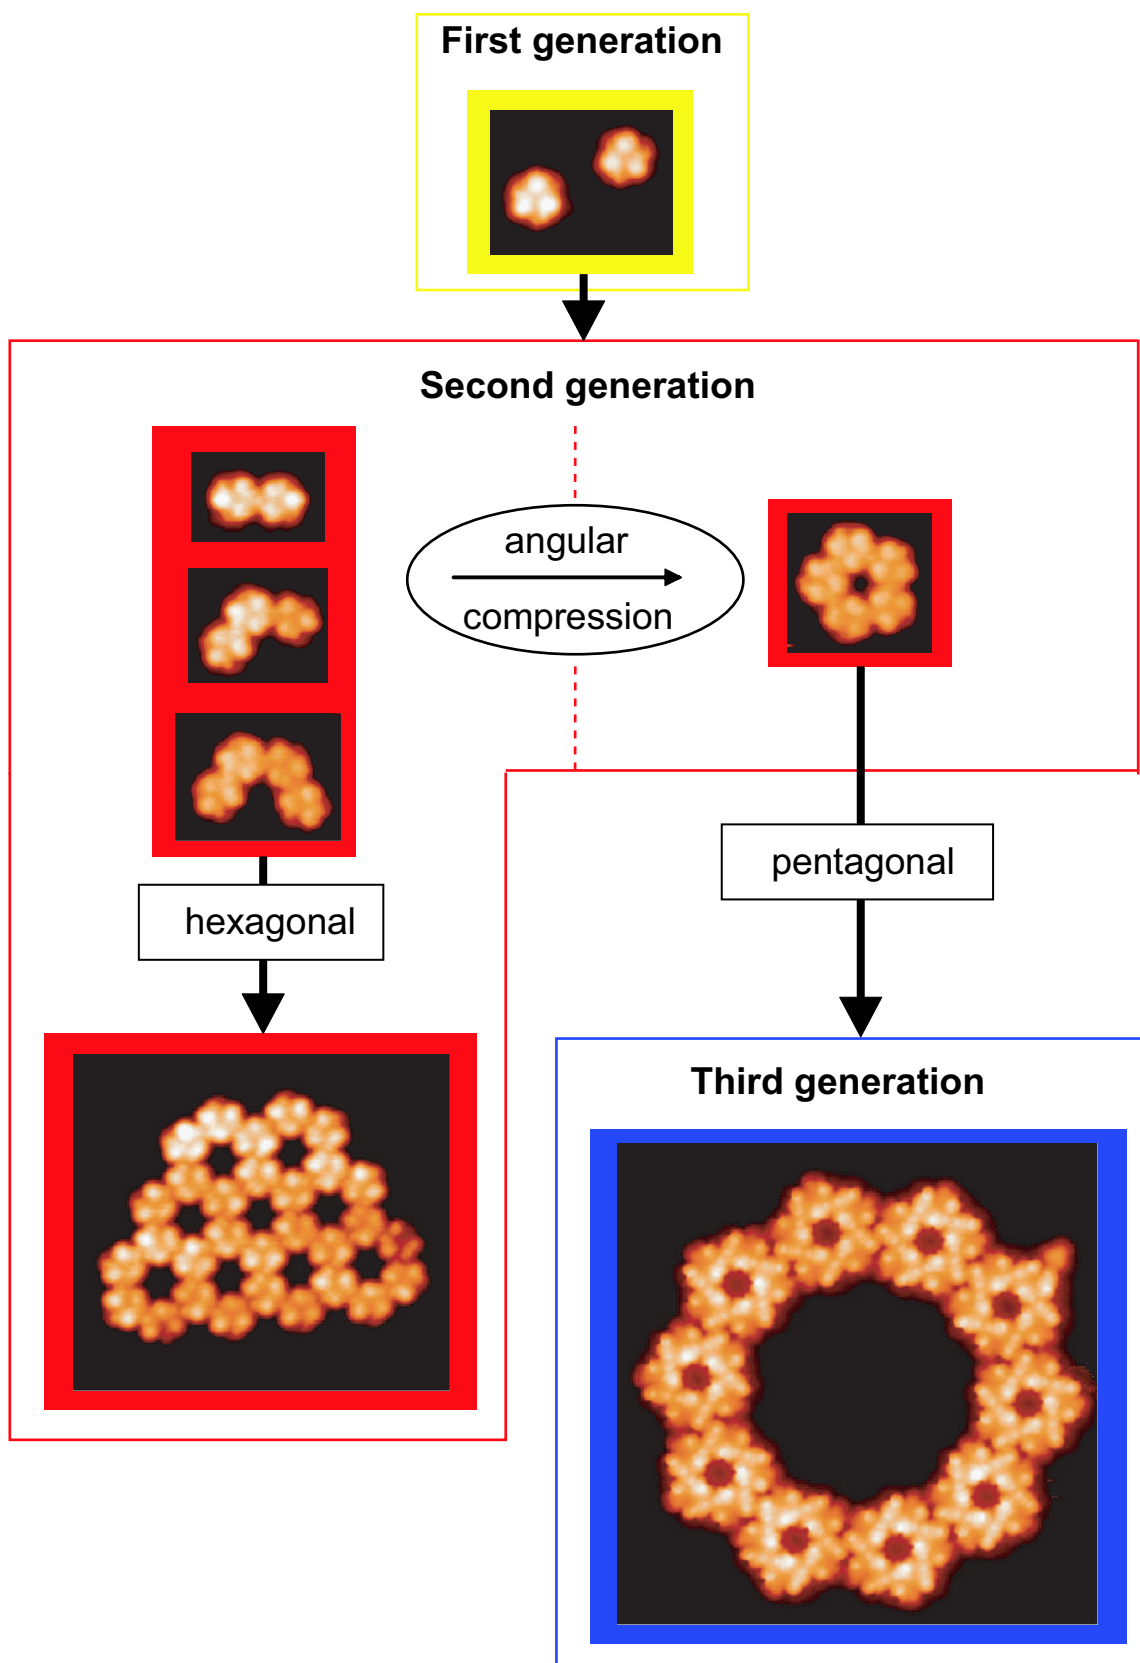 First generation
Second generation
angular
compression
pentagonal
hexagonal
Third generation